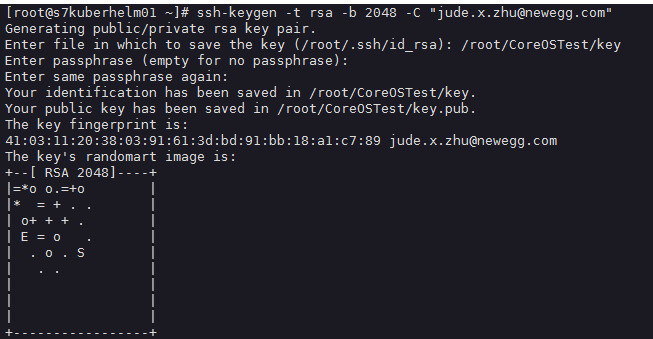 [root@s7kuberhelm01 ~]# ssh-keygen -t rsa -b 2048 -C "jude.x.zhu@newegg.com"
Generating public/private rsa key pair.
Enter file in which to save the key (/root/.ssh/id_rsa): /root/CoreOSTest/key
Enter passphrase (empty for no passphrase):
Enter same passphrase again:
Your identification has been saved in /root/CoreOSTest/key.
Your public key has been saved in /root/CoreOSTest/key.pub.
The key fingerprint is:
41:03:11:20:38:03:91:61:3d:bd:91:bb:18:a1:c7:89 jude.x.zhu@newegg.com
The key's randomart image is:
+--[ RSA 2048]----+
|=*o o.=+o        |
|*  = + . .       |
| o+ + + .        |
| E = o   .       |
|  . o . S        |
|   . .           |
|                 |
|                 |
|                 |
+-----------------+